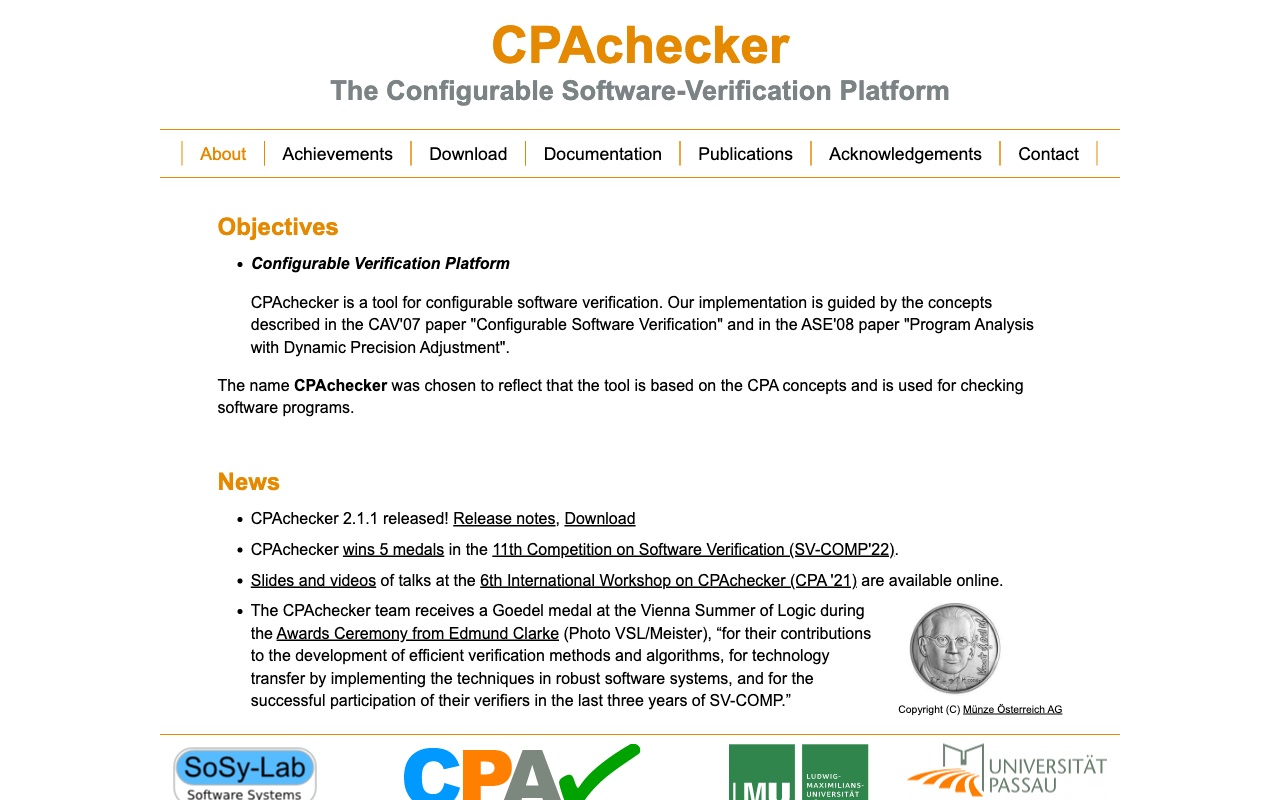 CPAchecker
The Configurable Software-Verification Platform
About
Achievements
Download
Documentation
Publications
Acknowledgements
Contact
Objectives
• Configurable Verification Platform
CPAchecker is a tool for configurable software verification. Our implementation is guided by the concepts
described in the CAV'07 paper "Configurable Software Verification" and in the ASE'08 paper "Program Analysis
with Dynamic Precision Adjustment".
The name CPAchecker was chosen to reflect that the tool is based on the CPA concepts and is used for checking
software programs.
News
• CPAchecker 2.1.1 released! Release notes, Download
• CPAchecker wins 5 medals in the 11th Competition on Software Verification (SV-COMP'22).
• Slides and videos of talks at the 6th International Workshop on CPAchecker (CPA '21) are available online.
• The CPAchecker team receives a Goedel medal at the Vienna Summer of Logic during
the Awards Ceremony from Edmund Clarke (Photo VSL/Meister), “for their contributions
to the development of efficient verification methods and algorithms, for technology
transfer by implementing the techniques in robust software systems, and for the
successful participation of their verifiers in the last three years of SV-COMP.”
Copyright (C) Münze Österreich AG
SoSy-Lab
Software Systems
CPA
LMU
LUDWIG-
MAXIMILIANS-
UNIVERSITÄT
UNIVERSITÄT
PASSAU